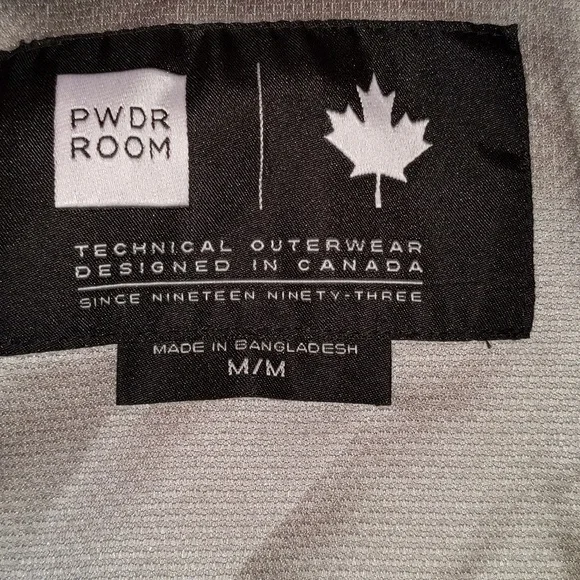 PWDR
ROOM
TECHNICAL OUTERWEAR
DESIGNED IN CANADA
SINCE NINETEEN NINETY-THREE
MADE IN BANGLADESH
M/M